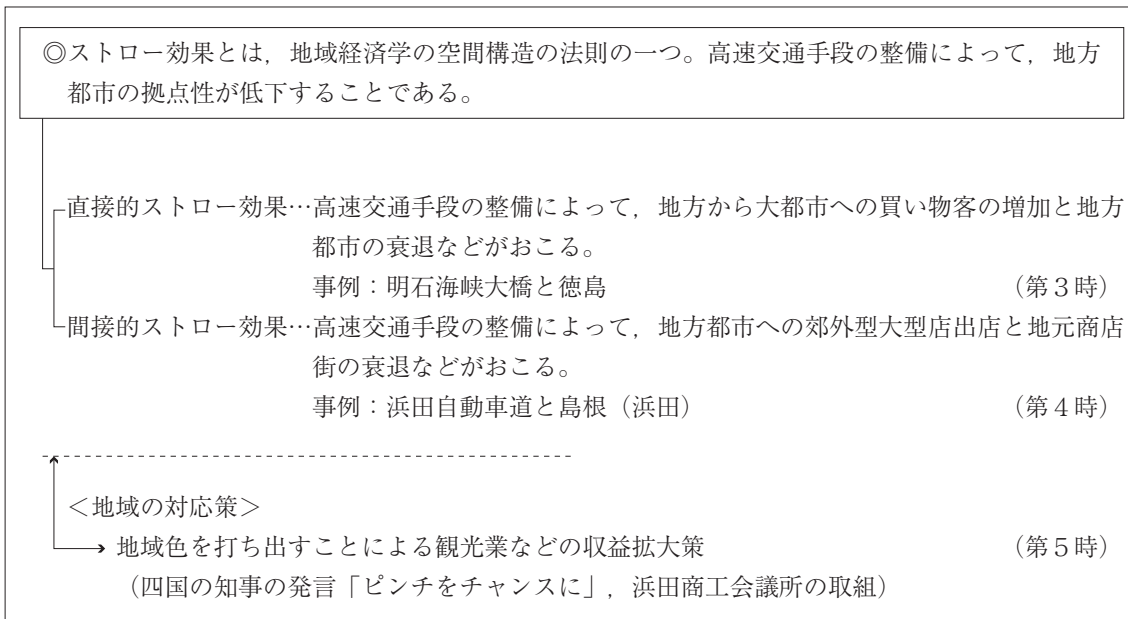 ◎ストロー効果とは，地域経済学の空間構造の法則の一つ。高速交通手段の整備によって，地方
都市の拠点性が低下することである。
直接的ストロー効果…高速交通手段の整備によって，地方から大都市への買い物客の増加と地方
都市の衰退などがおこる。
事例：明石海峡大橋と徳島　（第３時）
間接的ストロー効果…高速交通手段の整備によって，地方都市への郊外型大型店出店と地元商店
街の衰退などがおこる。
事例：浜田自動車道と島根（浜田）　（第４時）
＜地域の対応策＞
地域色を打ち出すことによる観光業などの収益拡大策　（第５時）
（四国の知事の発言「ピンチをチャンスに」，浜田商工会議所の取組）